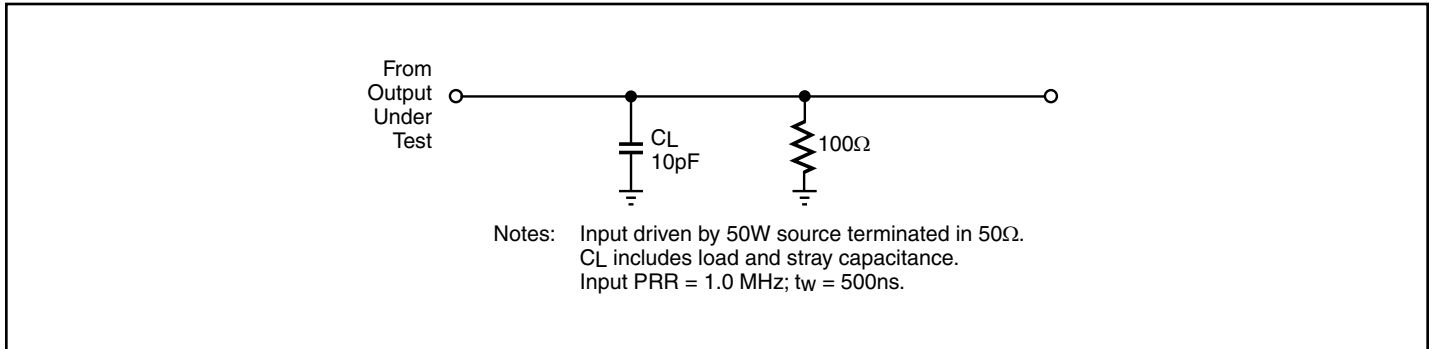 From
Output
Under
Test
CL
10pF
100Ω
Notes: Input driven by 50W source terminated in 50Ω.
CL includes load and stray capacitance.
Input PRR = 1.0 MHz; tw = 500ns.